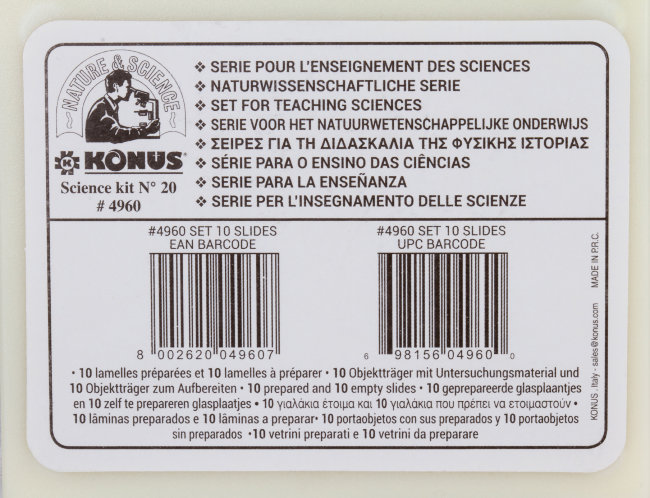 NATURE & SCIENCE
K KONUS®
Science kit N° 20
# 4960
❖ SERIE POUR L'ENSEIGNEMENT DES SCIENCES
❖ NATURWISSENSCHAFTLICHE SERIE
❖ SET FOR TEACHING SCIENCES
❖ SERIE VOOR HET NATUURWETENSCHAPPELIJKE ONDERWIJS
❖ ΣΕΙΡΕΣ ΓΙΑ ΤΗ ΔΙΔΑΣΚΑΛΙΑ ΤΗΣ ΦΥΣΙΚΗΣ ΙΣΤΟΡΙΑΣ
❖ SÉRIE PARA O ENSINO DAS CIÊNCIAS
❖ SERIE PARA LA ENSEÑANZA
❖ SERIE PER L'INSEGNAMENTO DELLE SCIENZE
#4960 SET 10 SLIDES
EAN BARCODE
8 002620 049607
#4960 SET 10 SLIDES
UPC BARCODE
6 98156 04960 0
• 10 lamelles préparées et 10 lamelles à préparer • 10 Objektträger mit Untersuchungsmaterial und
10 Objektträger zum Aufbereiten • 10 prepared and 10 empty slides • 10 geprepareerde glasplaantjes
en 10 zelf te prepareren glasplaatjes • 10 γιαλάκια έτοιμα και 10 γιαλάκια που πρέπει να ετοιμαστούν •
10 lâminas preparados e 10 lâminas a preparar• 10 portaobjetos con sus preparados y 10 portaobjetos
sin preparados •10 vetrini preparati e 10 vetrini da preparare
KONUS . Italy - sales@konus.com MADE IN P.R.C.